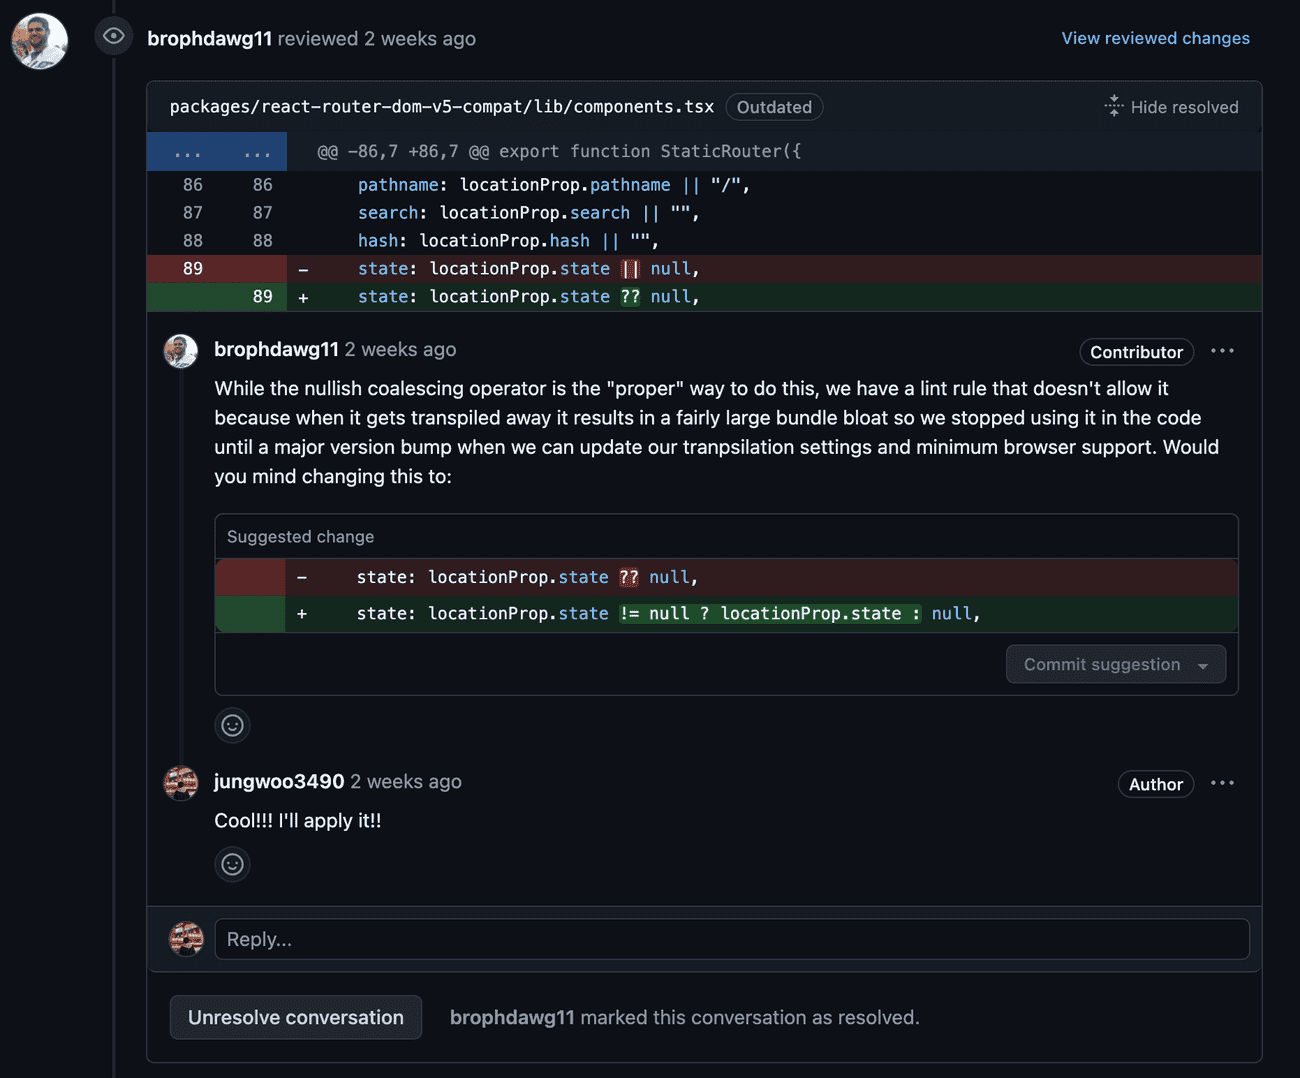 brophdawg11 reviewed 2 weeks ago
View reviewed changes
packages/react-router-dom-v5-compat/lib/components.tsx Outdated Hide resolved
... ... @@ -86,7 +86,7 @@ export function StaticRouter({
86 86 pathname: locationProp.pathname || "/",
87 87 search: locationProp.search || "",
88 88 hash: locationProp.hash || "",
89 - state: locationProp.state || null,
89 + state: locationProp.state ?? null,
brophdawg11 2 weeks ago Contributor ...
While the nullish coalescing operator is the "proper" way to do this, we have a lint rule that doesn't allow it
because when it gets transpiled away it results in a fairly large bundle bloat so we stopped using it in the code
until a major version bump when we can update our tranpsilation settings and minimum browser support. Would
you mind changing this to:
Suggested change
- state: locationProp.state ?? null,
+ state: locationProp.state != null ? locationProp.state : null,
Commit suggestion
jungwoo3490 2 weeks ago Author ...
Cool!!! I'll apply it!!
Reply...
Unresolve conversation brophdawg11 marked this conversation as resolved.